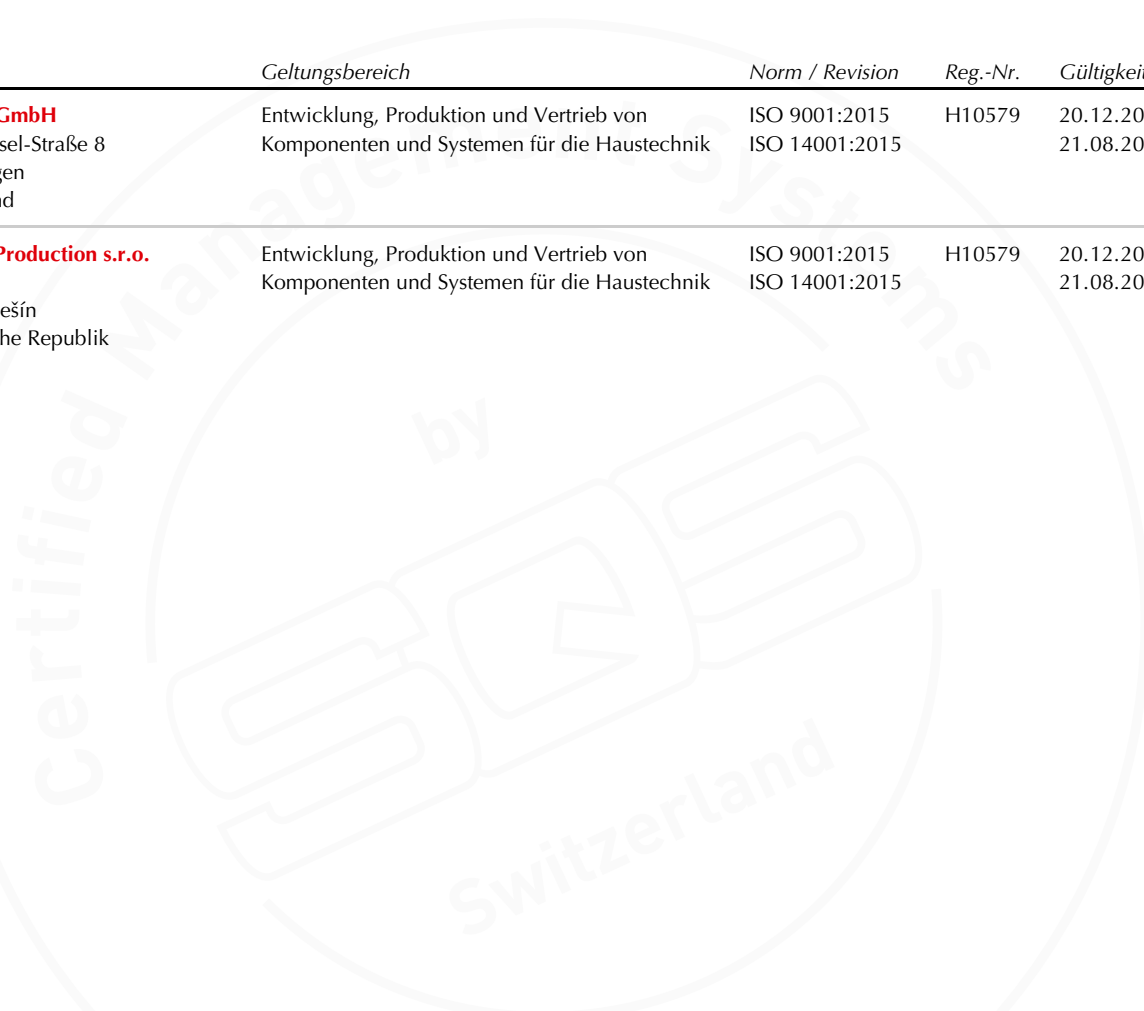 Geltungsbereich Norm / Revision Reg.-Nr. Gültigkeit
GmbH Entwicklung, Produktion und Vertrieb von ISO 9001:2015 H10579 20.12.20
sel-Straße 8 Komponenten und Systemen für die Haustechnik ISO 14001:2015 21.08.20
gen
nd
Production s.r.o. Entwicklung, Produktion und Vertrieb von ISO 9001:2015 H10579 20.12.20
Komponenten und Systemen für die Haustechnik ISO 14001:2015 21.08.20
ešín
he Republik
Certified Management Systems
by
SQS
Switzerland